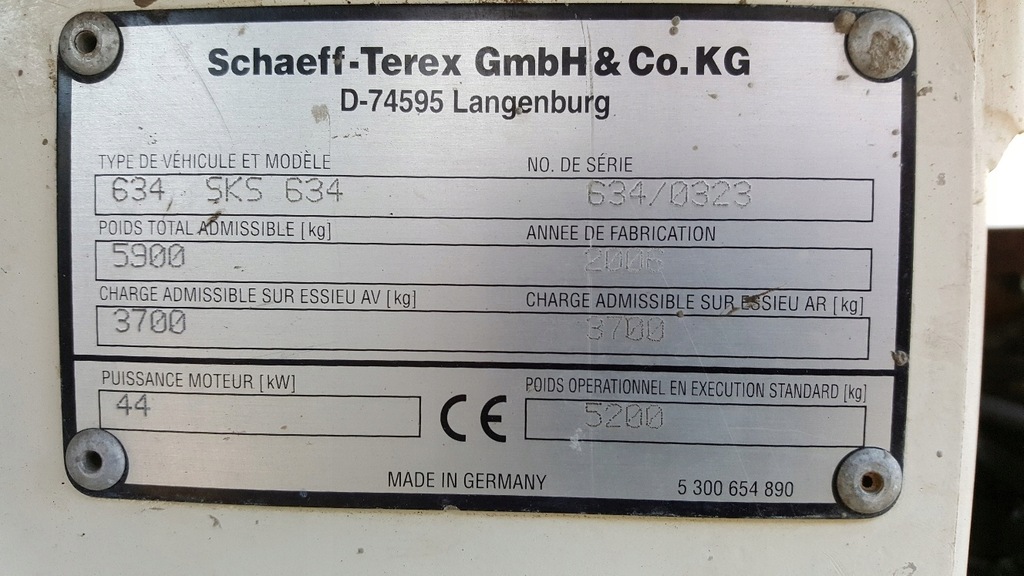 Schaeff-Terex GmbH & Co. KG
D-74595 Langenburg
TYPE DE VÉHICULE ET MODÈLE NO. DE SÉRIE
634, SKS 634 634/0323
POIDS TOTAL ADMISSIBLE [kg] ANNEE DE FABRICATION
5900 2006
CHARGE ADMISSIBLE SUR ESSIEU AV [kg] CHARGE ADMISSIBLE SUR ESSIEU AR [kg]
3700 3700
PUISSANCE MOTEUR [kW] POIDS OPERATIONNEL EN EXECUTION STANDARD [kg]
44 CE 5200
MADE IN GERMANY 5 300 654 890